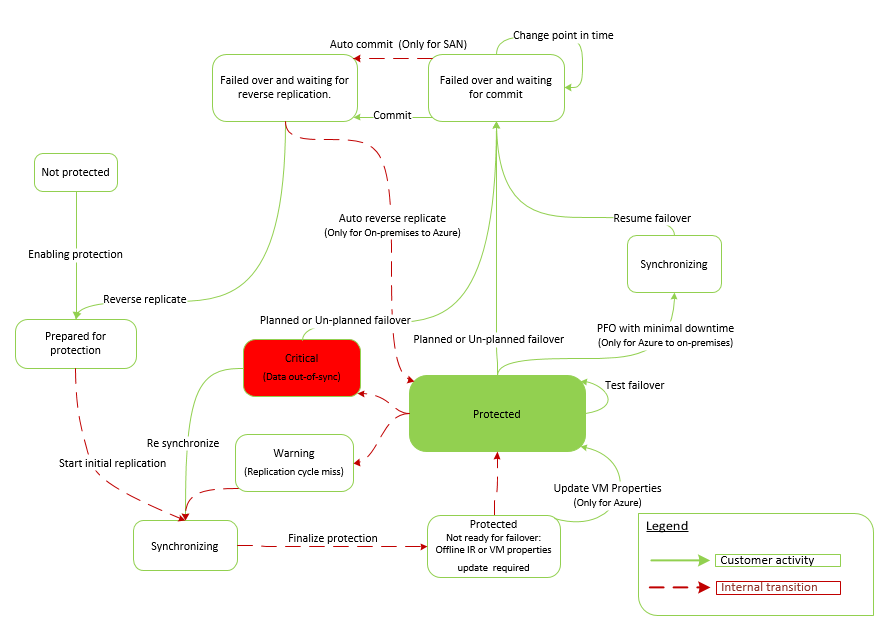 Change point in time
Auto commit (Only for SAN)
Failed over and waiting for
reverse replication.
Failed over and waiting
for commit
Commit
Not protected
Auto reverse replicate
(Only for On-premises to Azure)
Resume failover
Enabling protection
Synchronizing
Reverse replicate
Planned or Un-planned failover
PFO with minimal downtime
(Only for Azure to on-premises)
Prepared for
protection
Planned or Un-planned failover
Critical
(Data out-of-sync)
Test failover
Protected
Re synchronize
Warning
(Replication cycle miss)
Start initial replication
Update VM Properties
(Only for Azure)
Synchronizing
Finalize protection
Protected
Not ready for failover:
Offline IR or VM properties
update required
Legend
Customer activity
Internal transition